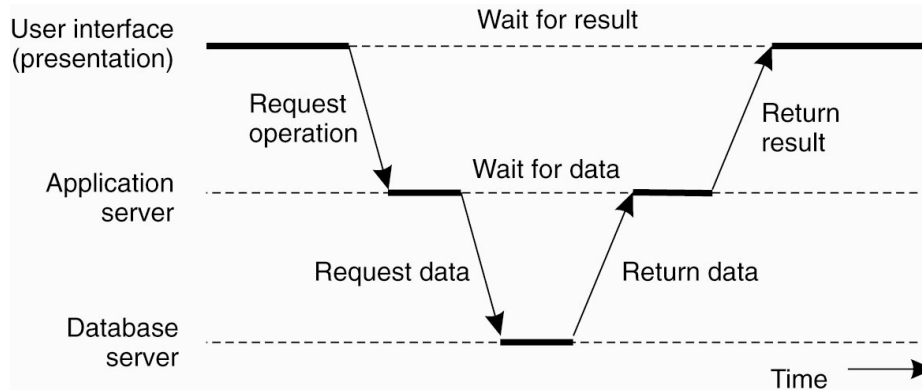 User interface
(presentation)
Wait for result
Request
operation
Return
result
Application
server
Wait for data
Request data
Return data
Database
server
Time